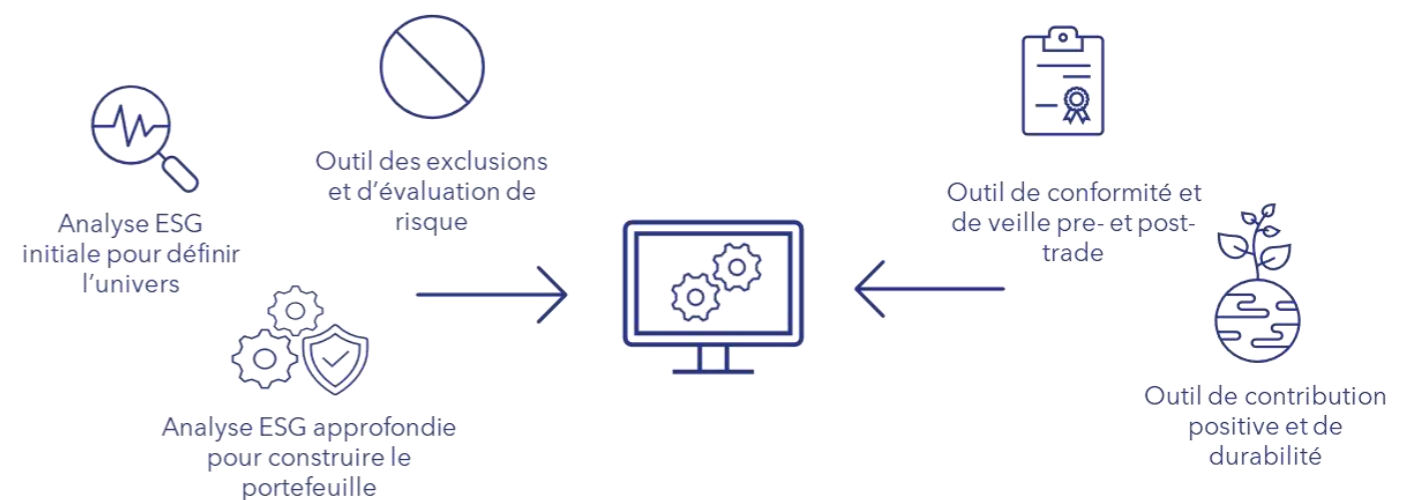 Analyse ESG
initiale pour définir
l'univers
Outil des exclusions
et d'évaluation de
risque
Analyse ESG approfondie
pour construire le
portefeuille
Outil de conformité et
de veille pre- et post-
trade
Outil de contribution
positive et de
durabilité